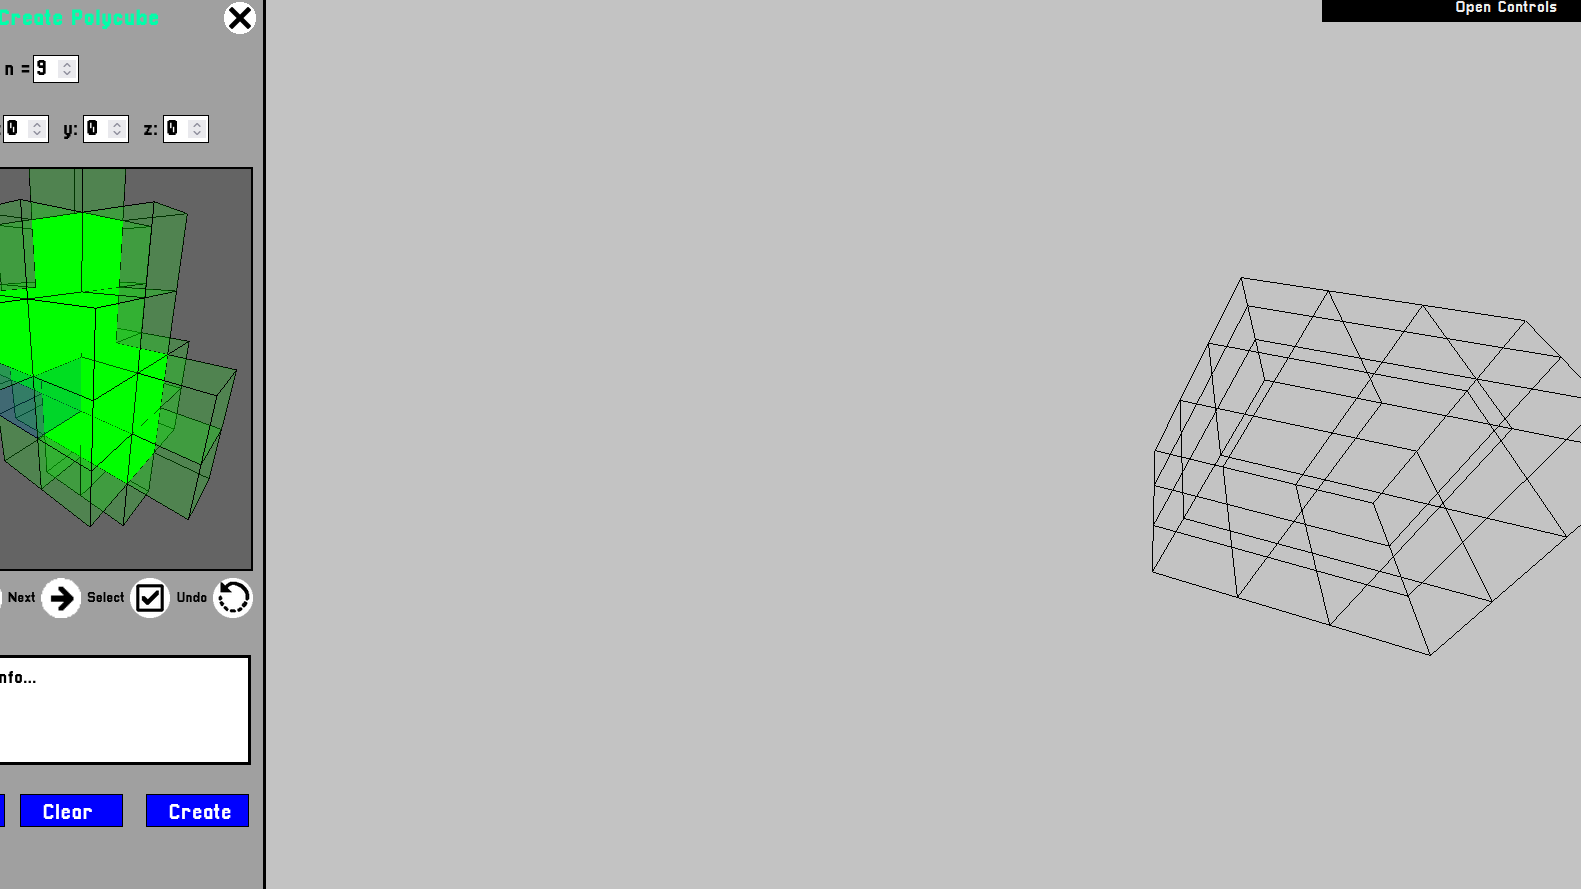 Create Polycube
Open Controls
n = 9
: 0 y: 0 z: 0
Next Select Undo
nfo...
Clear Create